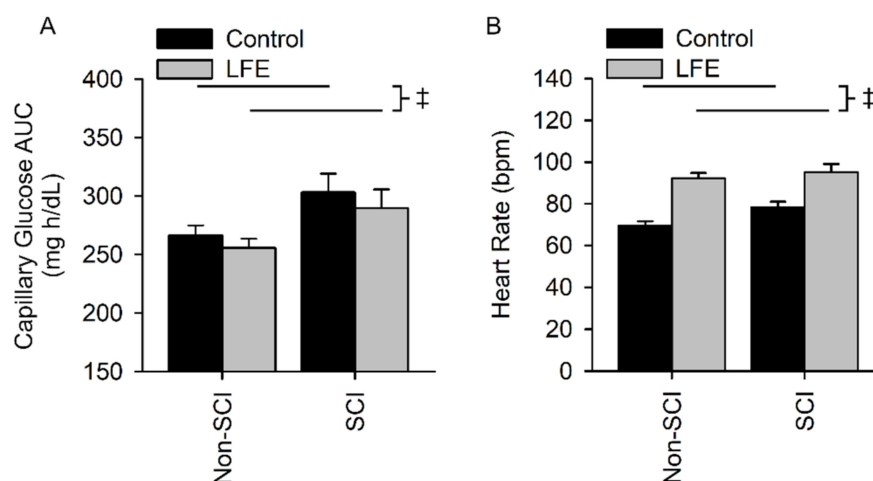 A
Control
LFE
Capillary Glucose AUC
(mg h/dL)
400
350
300
250
200
150
‡
Non-SCI
SCI
B
Control
LFE
Heart Rate (bpm)
140
120
100
80
60
40
20
0
‡
Non-SCI
SCI